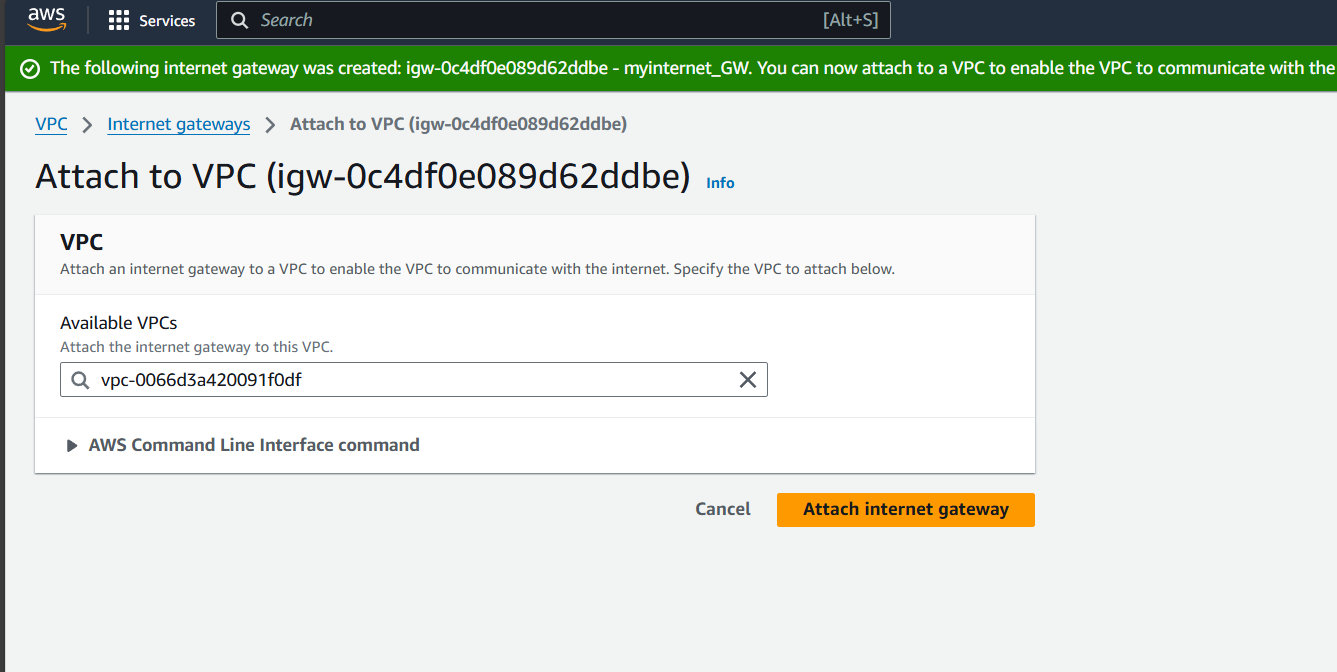 aws
Services
Search
[Alt+S]
The following internet gateway was created: igw-0c4df0e089d62ddbe - myinternet_GW. You can now attach to a VPC to enable the VPC to communicate with the
VPC
Internet gateways
Attach to VPC (igw-0c4df0e089d62ddbe)
Attach to VPC (igw-0c4df0e089d62ddbe) Info
VPC
Attach an internet gateway to a VPC to enable the VPC to communicate with the internet. Specify the VPC to attach below.
Available VPCs
Attach the internet gateway to this VPC.
vpc-0066d3a420091f0df
AWS Command Line Interface command
Cancel
Attach internet gateway